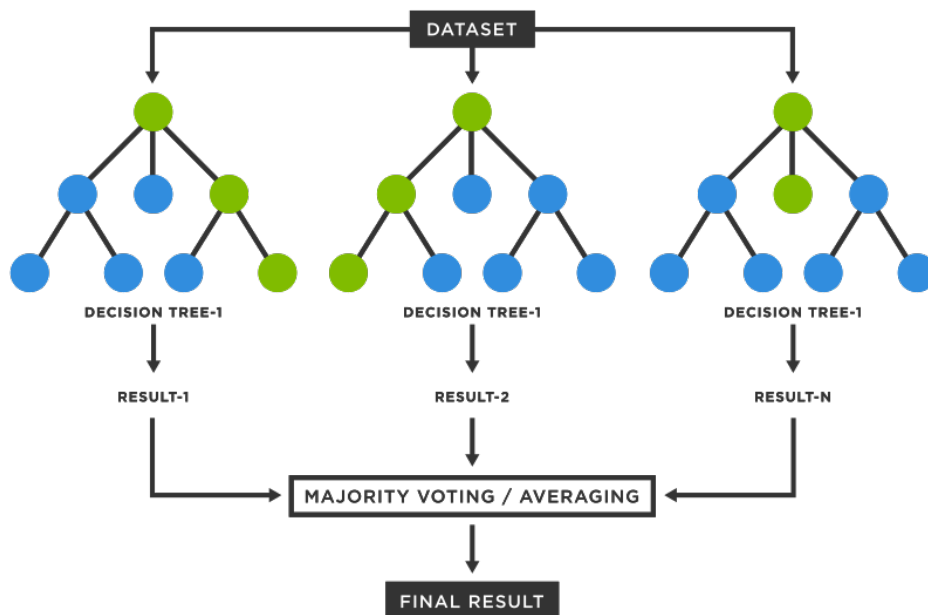 DATASET
DECISION TREE-1
DECISION TREE-1
DECISION TREE-1
RESULT-1
RESULT-2
RESULT-N
MAJORITY VOTING / AVERAGING
FINAL RESULT